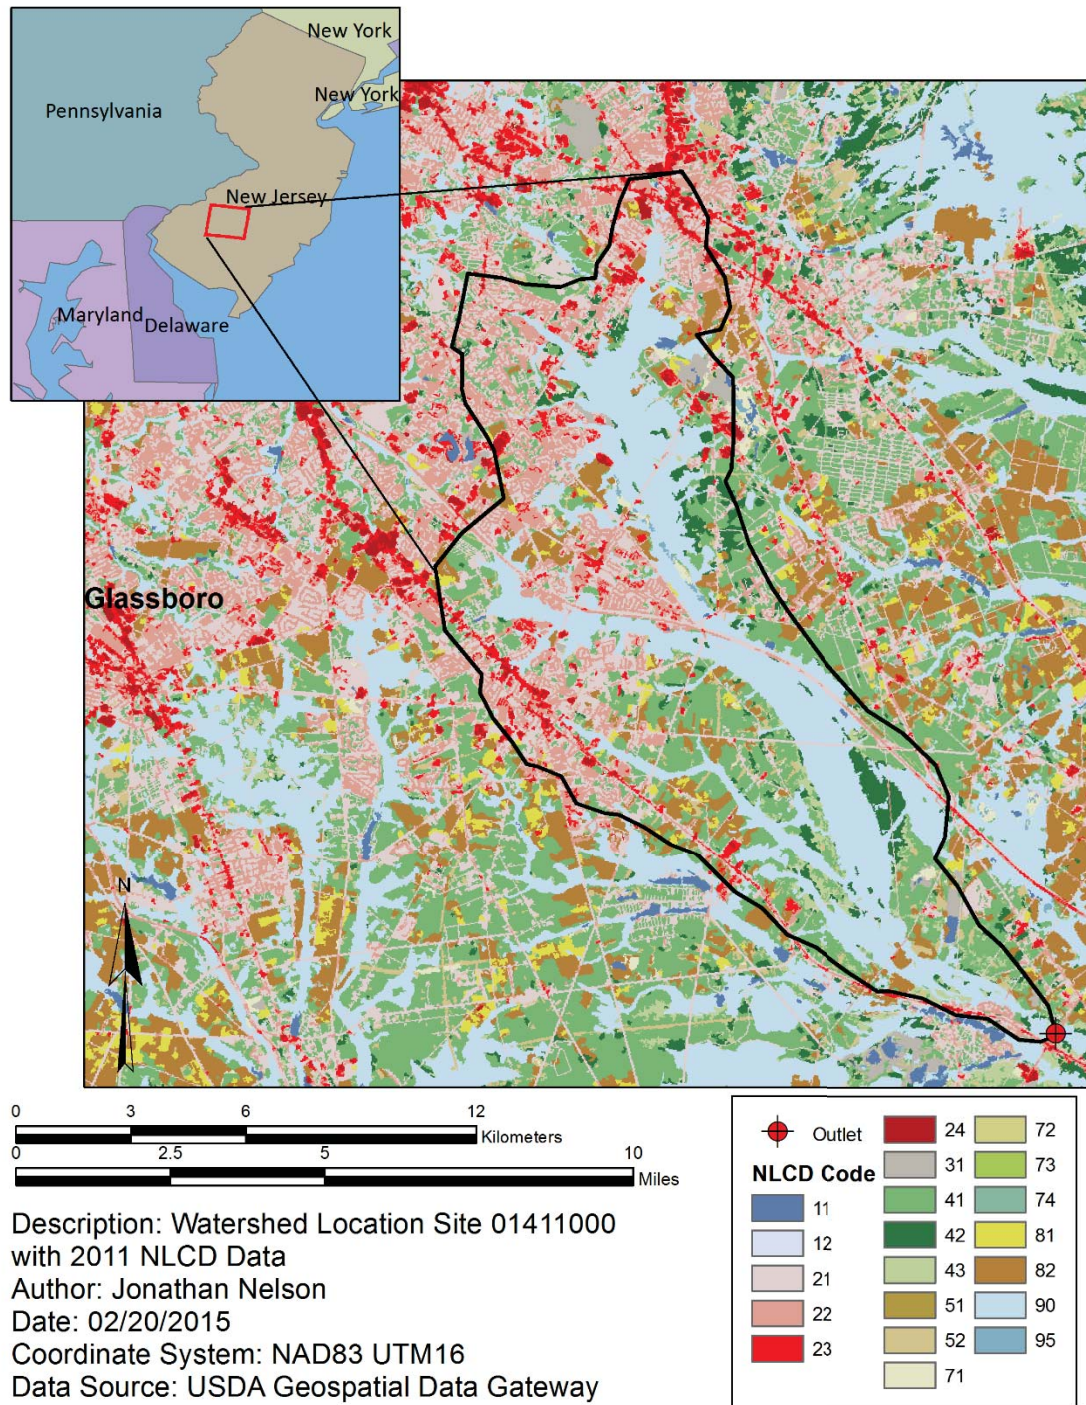 New York
New York
Pennsylvania
New Jersey
Maryland
Delaware
Glassboro
N
0 3 6 12
Kilometers
0 2.5 5 10
Miles
Description: Watershed Location Site 01411000
with 2011 NLCD Data
Author: Jonathan Nelson
Date: 02/20/2015
Coordinate System: NAD83 UTM16
Data Source: USDA Geospatial Data Gateway
Outlet
NLCD Code
11
12
21
22
23
24
31
41
42
43
51
52
71
72
73
74
81
82
90
95